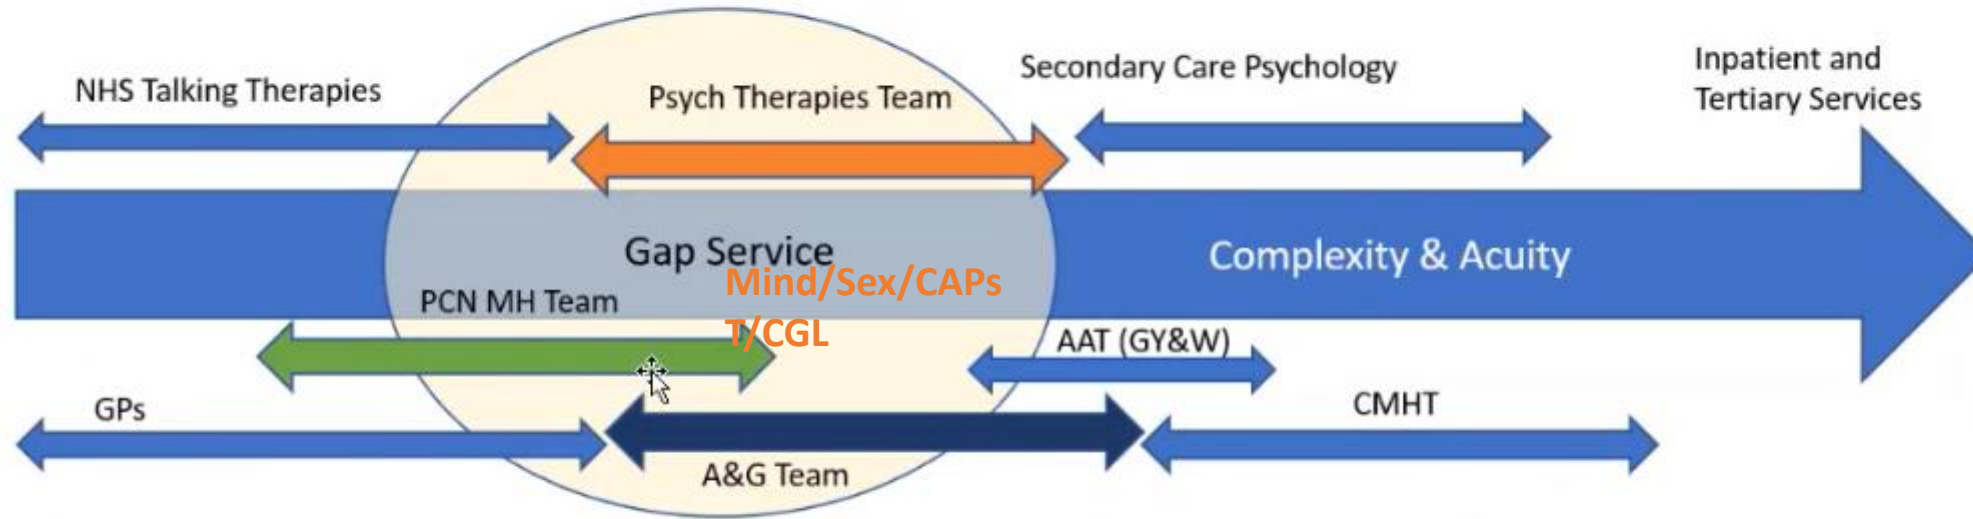 NHS Talking Therapies
Psych Therapies Team
Secondary Care Psychology
Inpatient and
Tertiary Services
Gap Service
Mind/Sex/CAPs
T/CGL
Complexity & Acuity
PCN MH Team
AAT (GY&W)
GPs
CMHT
A&G Team